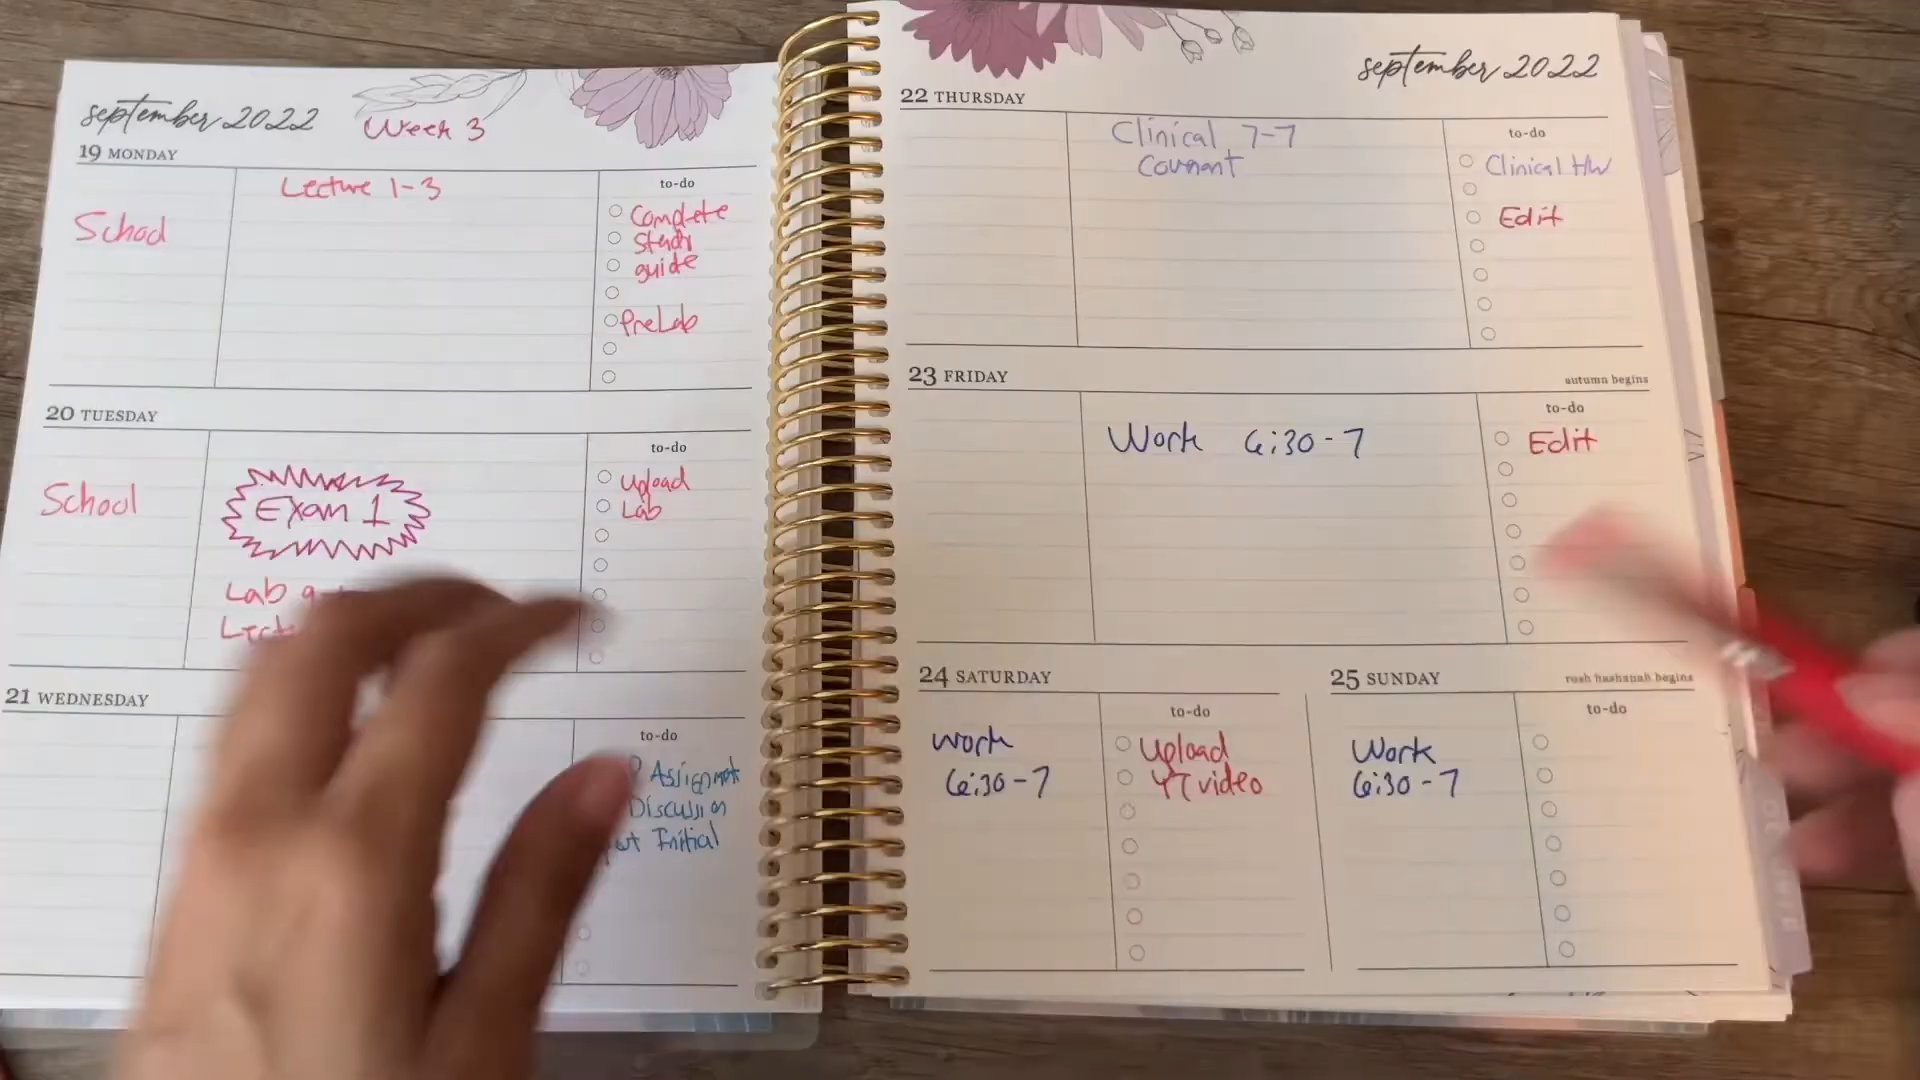 september 2022 Week 3
19 MONDAY
Lecture 1-3
School
to-do
Complete
Study
guide
PreLab
20 TUESDAY
School
Exam 1
Lab
to-do
Upload
Lab
21 WEDNESDAY
to-do
Assignment
Discussion
Initial
september 2022
22 THURSDAY
Clinical 7-7
Covenant
to-do
Clinical HW
Edit
23 FRIDAY
autumn begins
Work 6:30-7
to-do
Edit
24 SATURDAY
work
6:30-7
to-do
Upload
YT video
25 SUNDAY
rosh hashanah begins
Work
6:30-7
to-do